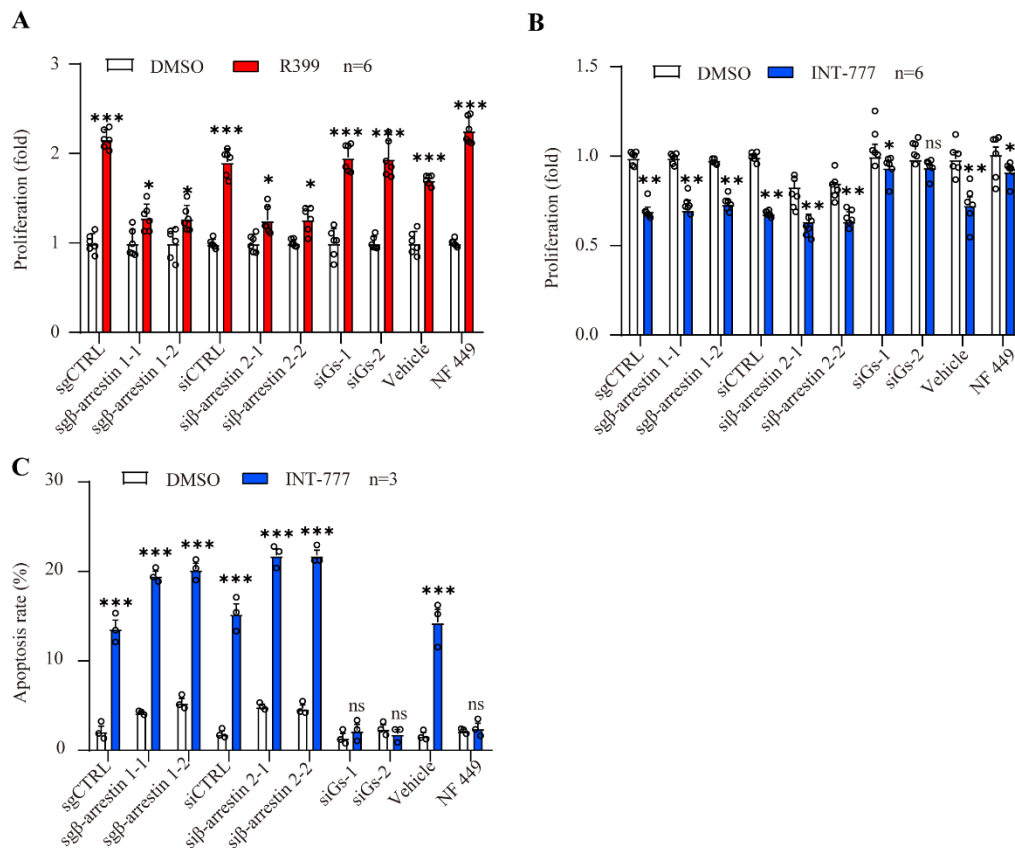 A
DMSO R399 n=6
Proliferation (fold)
3
2
1
0
*** * * *** * * *** *** *** ***
sgCTRL
sgβ-arrestin 1-1
sgβ-arrestin 1-2
siCTRL
siβ-arrestin 2-1
siβ-arrestin 2-2
siGs-1
siGs-2
Vehicle
NF 449
B
DMSO INT-777 n=6
Proliferation (fold)
1.5
1.0
0.5
0.0
** ** ** ** ** ** * ns ** *
sgCTRL
sgβ-arrestin 1-1
sgβ-arrestin 1-2
siCTRL
siβ-arrestin 2-1
siβ-arrestin 2-2
siGs-1
siGs-2
Vehicle
NF 449
C
DMSO INT-777 n=3
Apoptosis rate (%)
30
20
10
0
*** *** *** *** *** *** ns ns *** ns
sgCTRL
sgβ-arrestin 1-1
sgβ-arrestin 1-2
siCTRL
siβ-arrestin 2-1
siβ-arrestin 2-2
siGs-1
siGs-2
Vehicle
NF 449